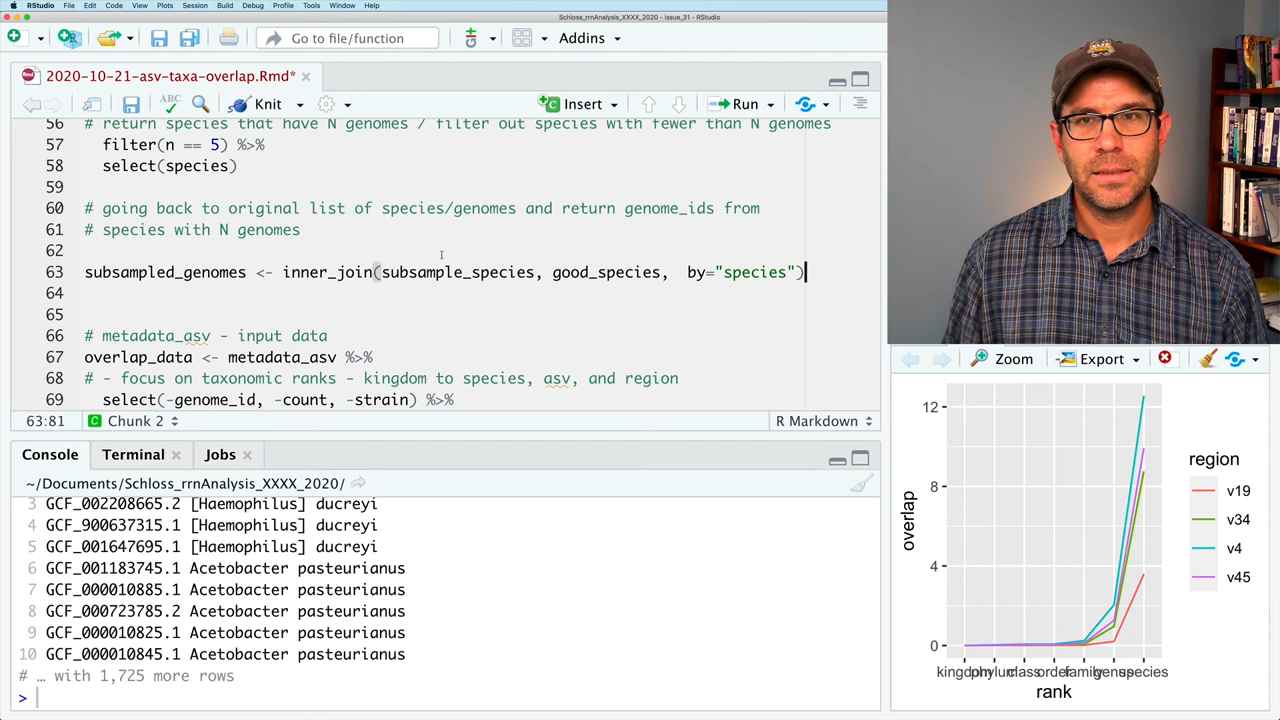 RStudio File Edit Code View Plots Session Build Debug Profile Tools Window Help
Schloss_rrnAnalysis_XXXX_2020 - issue_31 - RStudio
Go to file/function
Addins
2020-10-21-asv-taxa-overlap.Rmd*
ABC
Knit
Insert
Run
56 # return species that have N genomes / filter out species with fewer than N genomes
57 filter(n == 5) %>%
58 select(species)
59
60 # going back to original list of species/genomes and return genome_ids from
61 # species with N genomes
62
63 subsampled_genomes <- inner_join(subsample_species, good_species,  by="species")
64
65
66 # metadata_asv - input data
67 overlap_data <- metadata_asv %>%
68 # - focus on taxonomic ranks - kingdom to species, asv, and region
69 select(-genome_id, -count, -strain) %>%
63:81
Chunk 2
R Markdown
Console
Terminal
Jobs
~/Documents/Schloss_rrnAnalysis_XXXX_2020/
3 GCF_002208665.2 [Haemophilus] ducreyi
4 GCF_900637315.1 [Haemophilus] ducreyi
5 GCF_001647695.1 [Haemophilus] ducreyi
6 GCF_001183745.1 Acetobacter pasteurianus
7 GCF_000010885.1 Acetobacter pasteurianus
8 GCF_000723785.2 Acetobacter pasteurianus
9 GCF_000010825.1 Acetobacter pasteurianus
10 GCF_000010845.1 Acetobacter pasteurianus
# … with 1,725 more rows
>
Zoom
Export
12
8
4
0
overlap
kingdom phylum class order family genus species
rank
region
v19
v34
v4
v45